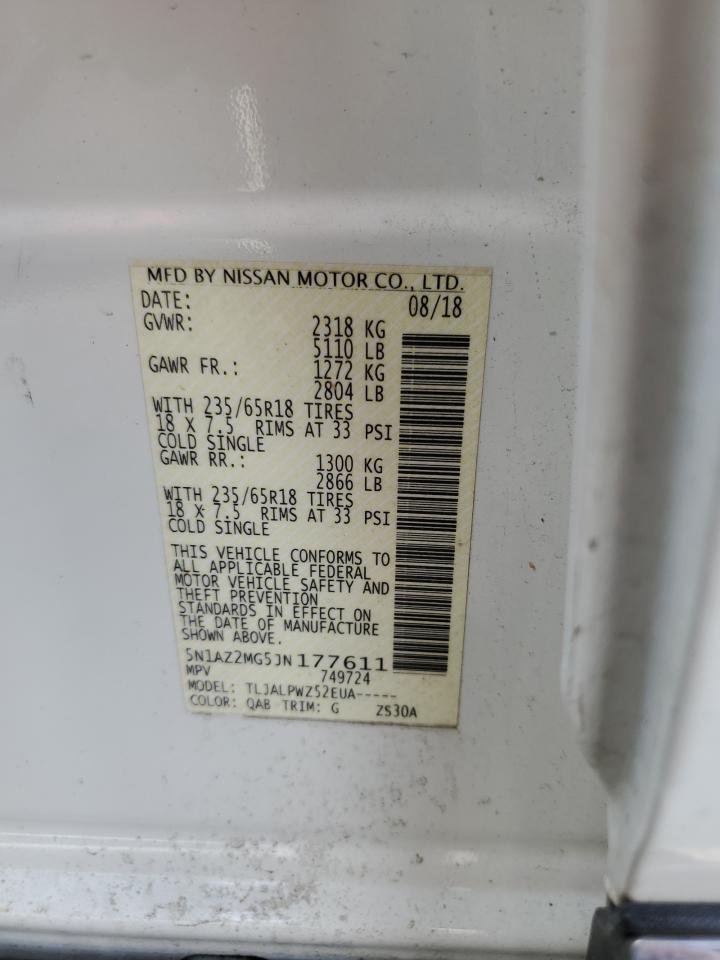 MFD BY NISSAN MOTOR CO., LTD.
DATE: 08/18
GVWR: 2318 KG
5110 LB
GAWR FR.: 1272 KG
2804 LB
WITH 235/65R18 TIRES
18 X 7.5 RIMS AT 33 PSI
COLD SINGLE
GAWR RR.: 1300 KG
2866 LB
WITH 235/65R18 TIRES
18 X 7.5 RIMS AT 33 PSI
COLD SINGLE
THIS VEHICLE CONFORMS TO
ALL APPLICABLE FEDERAL
MOTOR VEHICLE SAFETY AND
THEFT PREVENTION
STANDARDS IN EFFECT ON
THE DATE OF MANUFACTURE
SHOWN ABOVE.
5N1AZ2MG5JN177611
MPV 749724
MODEL: TLJALPWZ52EUA-----
COLOR: QAB TRIM: G ZS30A